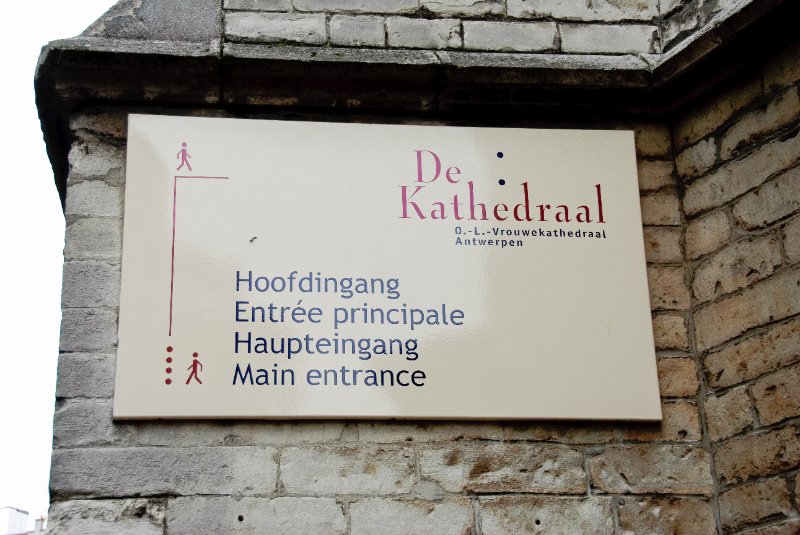 De
Kathedraal
O.-L.-Vrouwekathedraal
Antwerpen
Hoofdingang
Entrée principale
Haupteingang
Main entrance